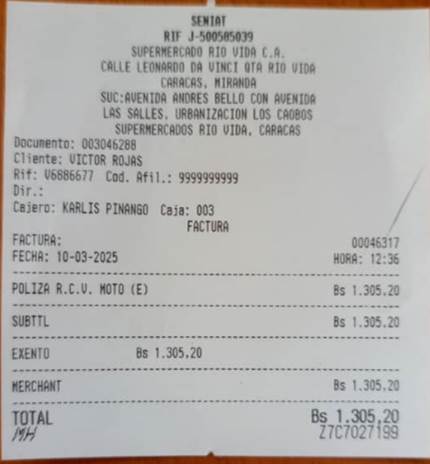 SENIAT
RIF J-500585039
SUPERMERCADO RIO VIDA C.A.
CALLE LEONARDO DA VINCI QTA RIO VIDA
CARACAS, MIRANDA
SUC:AVENIDA ANDRES BELLO CON AVENIDA
LAS SALLES, URBANIZACION LOS CAOBOS
SUPERMERCADOS RIO VIDA, CARACAS
Documento: 003046288
Cliente: VICTOR ROJAS
Rif: V6886677 Cod. Afil.: 9999999999
Dir.:
Cajero: KARLIS PINANGO Caja: 003
FACTURA
FACTURA: 00046317
FECHA: 10-03-2025 HORA: 12:36
POLIZA R.C.V. MOTO (E) Bs 1.305,20
SUBTTL Bs 1.305,20
EXENTO Bs 1.305,20
MERCHANT Bs 1.305,20
TOTAL Bs 1.305,20
MH Z7C7027199